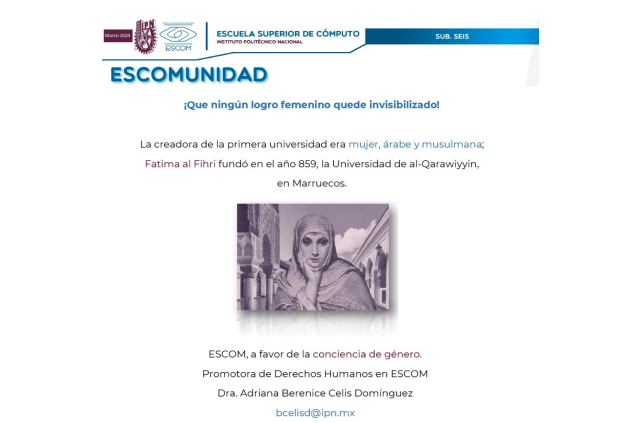 Marzo 2024
IPN
ESCOM
ESCUELA SUPERIOR DE CÓMPUTO
INSTITUTO POLITÉCNICO NACIONAL
SUB. SEIS
ESCOMUNIDAD
¡Que ningún logro femenino quede invisibilizado!
La creadora de la primera universidad era mujer, árabe y musulmana;
Fatima al Fihri fundó en el año 859, la Universidad de al-Qarawiyyin,
en Marruecos.
ESCOM, a favor de la conciencia de género.
Promotora de Derechos Humanos en ESCOM
Dra. Adriana Berenice Celis Domínguez
bcelisd@ipn.mx